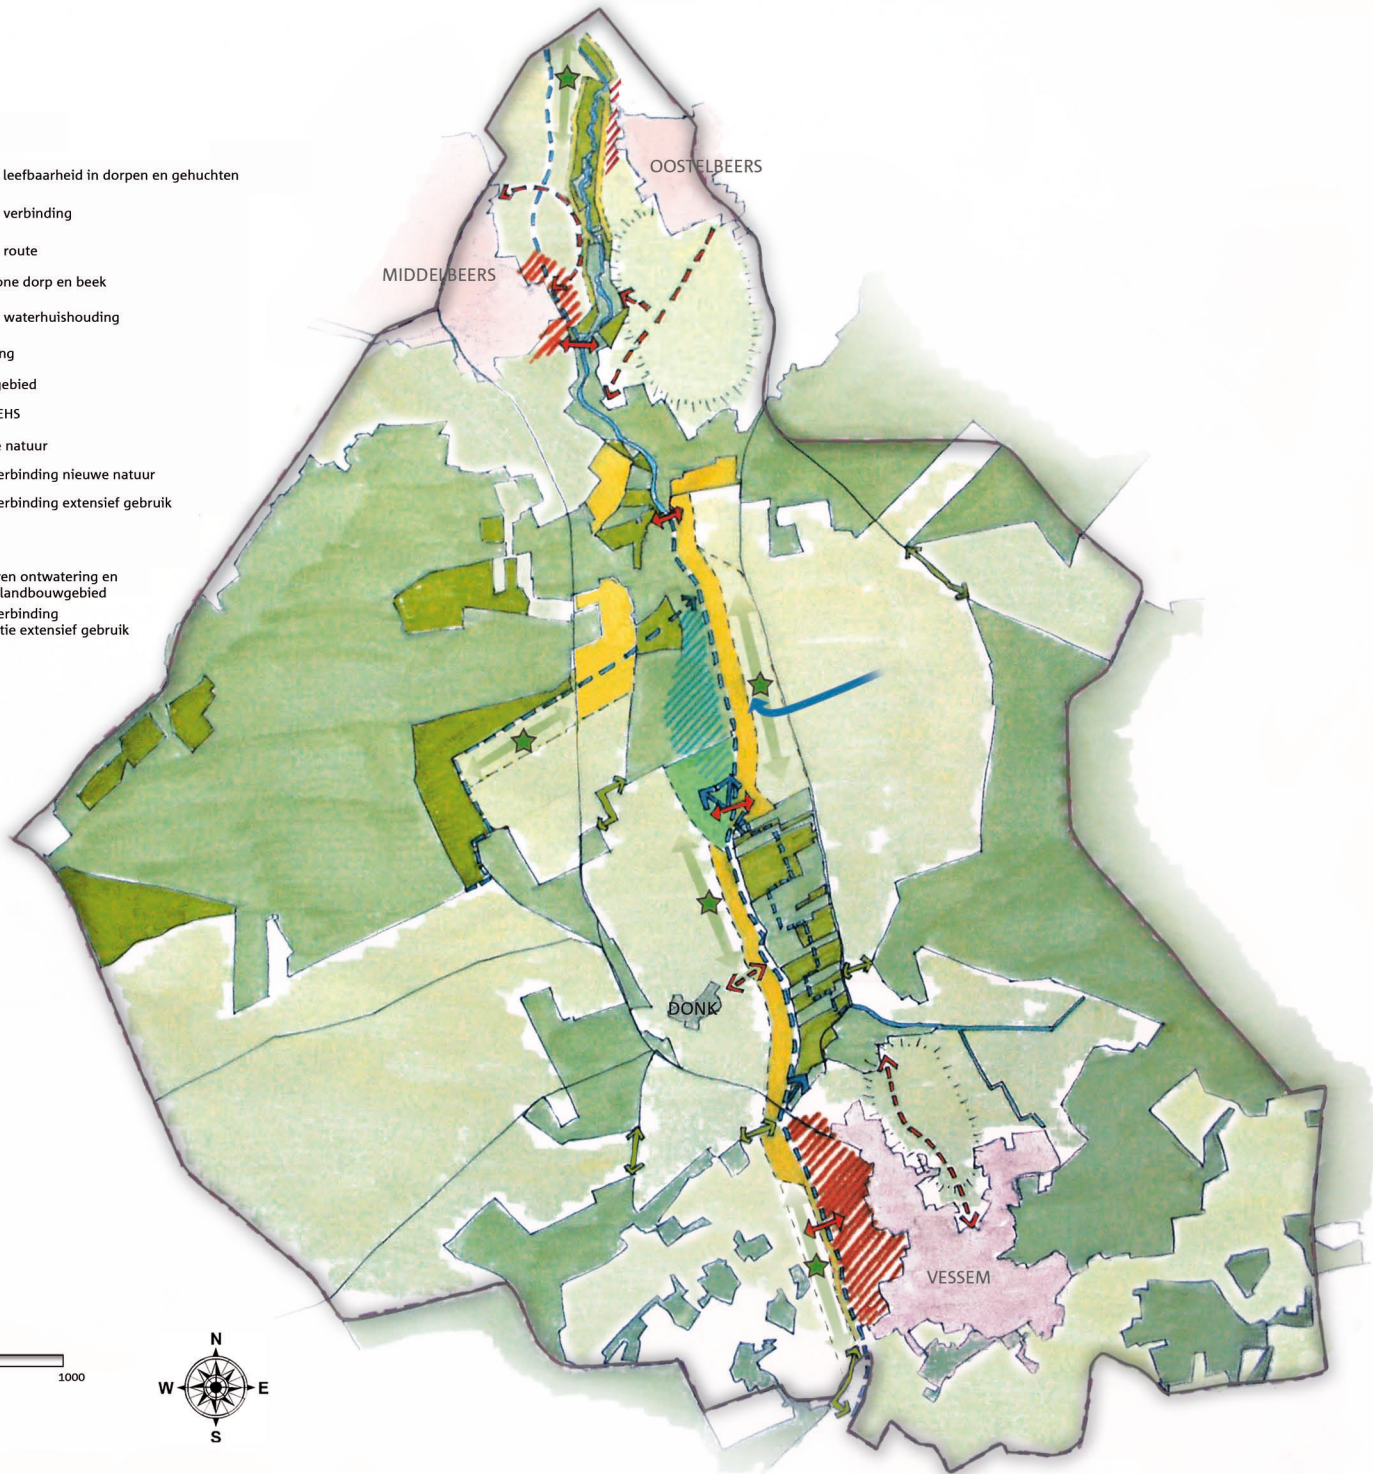 leefbaarheid in dorpen en gehuchten
verbinding
route
one dorp en beek
waterhuishouding
ng
gebied
EHS
e natuur
erbinding nieuwe natuur
erbinding extensief gebruik
en ontwatering en
landbouwgebied
erbinding
tie extensief gebruik
OOSTELBEERS
MIDDELBEERS
DONK
VESSEM
1000
N
W E
S